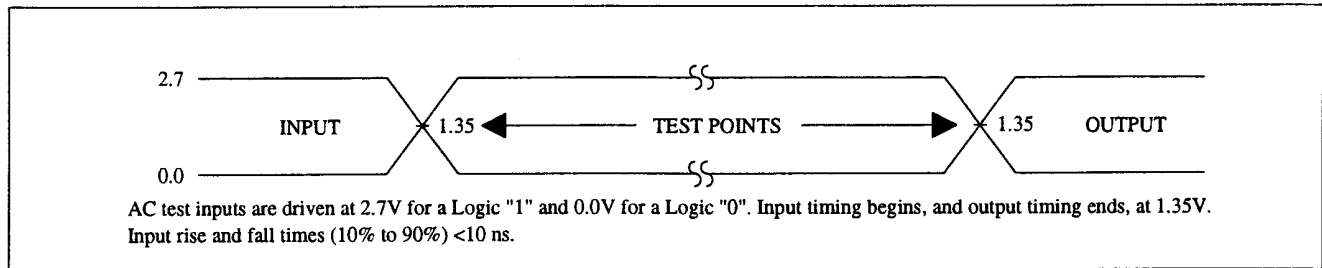 2.7
INPUT 1.35 TEST POINTS 1.35 OUTPUT
0.0
AC test inputs are driven at 2.7V for a Logic "1" and 0.0V for a Logic "0". Input timing begins, and output timing ends, at 1.35V.
Input rise and fall times (10% to 90%) <10 ns.